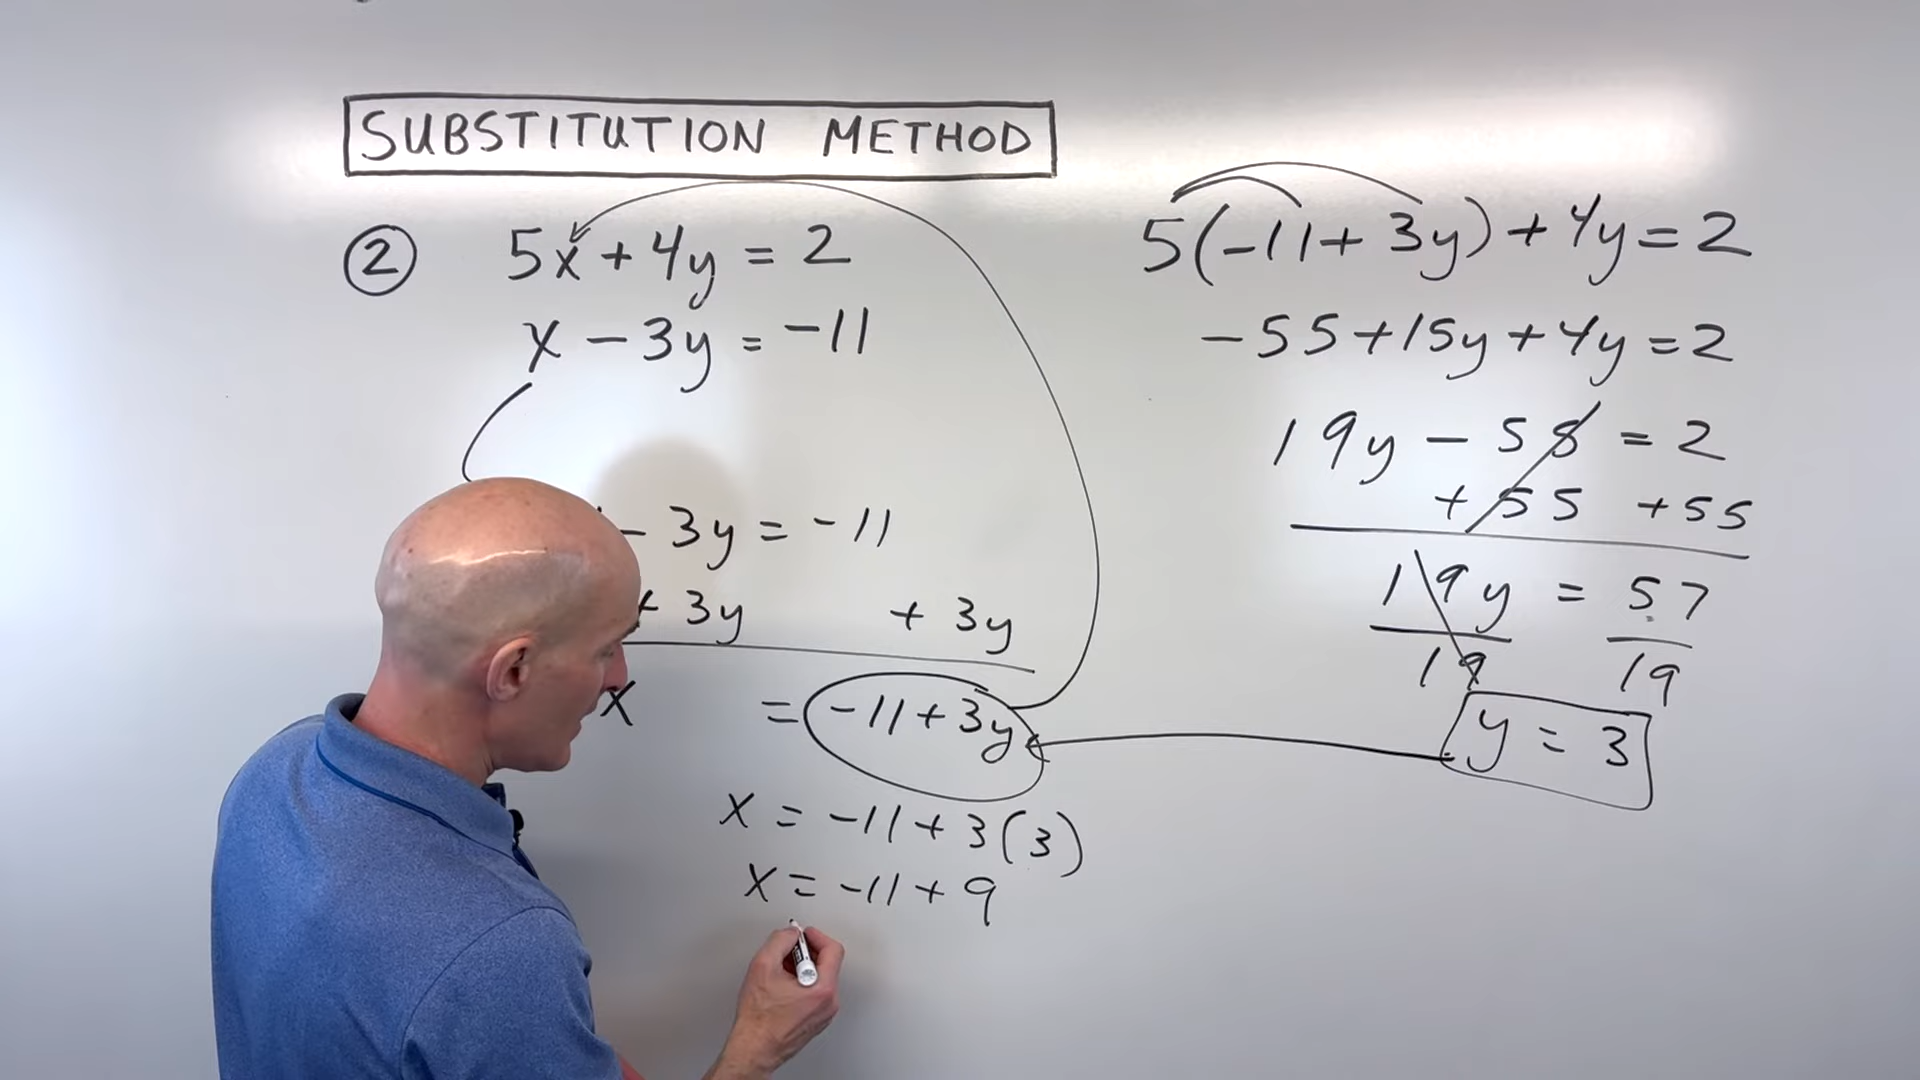 SUBSTITUTION METHOD
② 5x + 4y = 2
x - 3y = -11
- 3y = -11
+ 3y + 3y
x = -11 + 3y
x = -11 + 3(3)
x = -11 + 9
5(-11 + 3y) + 4y = 2
-55 + 15y + 4y = 2
19y - 55 = 2
+ 55 +55
19y = 57
19 19
y = 3